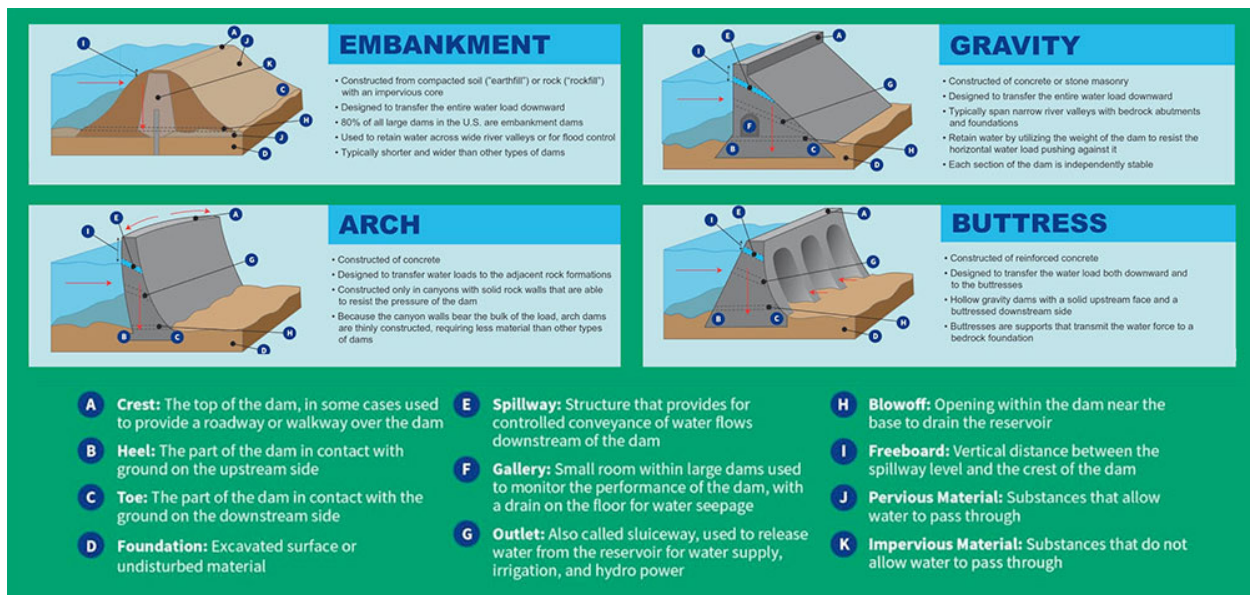 A
J
I
K
C
H
J
D
EMBANKMENT
• Constructed from compacted soil ("earthfill") or rock ("rockfill")
with an impervious core
• Designed to transfer the entire water load downward
• 80% of all large dams in the U.S. are embankment dams
• Used to retain water across wide river valleys or for flood control
• Typically shorter and wider than other types of dams
E
A
I
G
F
B
C
H
D
GRAVITY
• Constructed of concrete or stone masonry
• Designed to transfer the entire water load downward
• Typically span narrow river valleys with bedrock abutments
and foundations
• Retain water by utilizing the weight of the dam to resist the
horizontal water load pushing against it
• Each section of the dam is independently stable
E
A
I
G
B
C
H
D
ARCH
• Constructed of concrete
• Designed to transfer water loads to the adjacent rock formations
• Constructed only in canyons with solid rock walls that are able
to resist the pressure of the dam
• Because the canyon walls bear the bulk of the load, arch dams
are thinly constructed, requiring less material than other types
of dams
E
A
I
G
B
C
H
D
BUTTRESS
• Constructed of reinforced concrete
• Designed to transfer the water load both downward and
to the buttresses
• Hollow gravity dams with a solid upstream face and a
buttressed downstream side
• Buttresses are supports that transmit the water force to a
bedrock foundation
A Crest: The top of the dam, in some cases used
to provide a roadway or walkway over the dam
B Heel: The part of the dam in contact with
ground on the upstream side
C Toe: The part of the dam in contact with the
ground on the downstream side
D Foundation: Excavated surface or
undisturbed material
E Spillway: Structure that provides for
controlled conveyance of water flows
downstream of the dam
F Gallery: Small room within large dams used
to monitor the performance of the dam, with
a drain on the floor for water seepage
G Outlet: Also called sluiceway, used to release
water from the reservoir for water supply,
irrigation, and hydro power
H Blowoff: Opening within the dam near the
base to drain the reservoir
I Freeboard: Vertical distance between the
spillway level and the crest of the dam
J Pervious Material: Substances that allow
water to pass through
K Impervious Material: Substances that do not
allow water to pass through